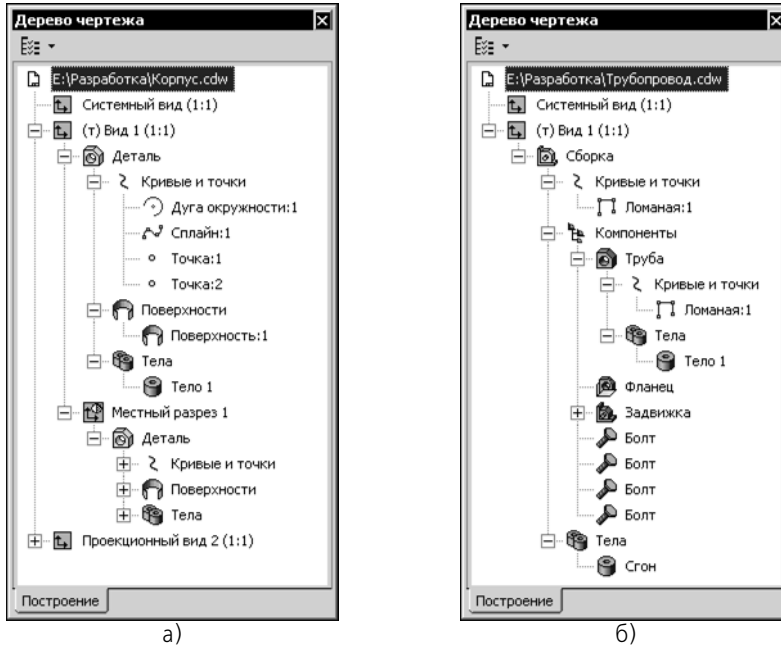 Дерево чертежа
E:\Разработка\Корпус.cdw
Системный вид (1:1)
(т) Вид 1 (1:1)
Деталь
Кривые и точки
Дуга окружности:1
Сплайн:1
Точка:1
Точка:2
Поверхности
Поверхность:1
Тела
Тело 1
Местный разрез 1
Деталь
Кривые и точки
Поверхности
Тела
Проекционный вид 2 (1:1)
Построение
а)
Дерево чертежа
E:\Разработка\Трубопровод.cdw
Системный вид (1:1)
(т) Вид 1 (1:1)
Сборка
Кривые и точки
Ломаная:1
Компоненты
Труба
Кривые и точки
Ломаная:1
Тела
Тело 1
Фланец
Задвижка
Болт
Болт
Болт
Болт
Тела
Сгон
Построение
б)